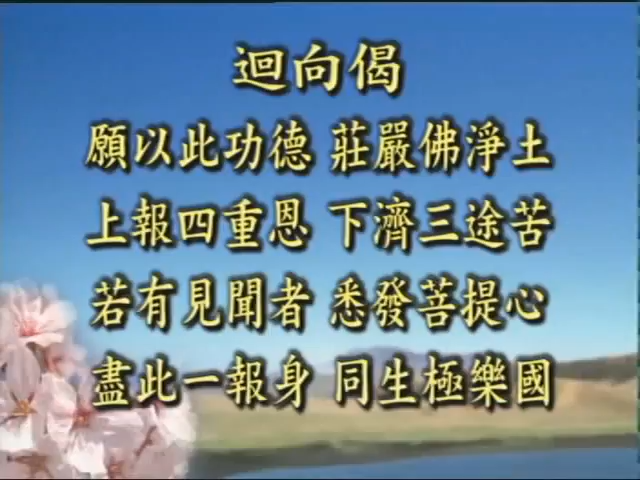 迴向偈
願以此功德 莊嚴佛淨土
上報四重恩 下濟三途苦
若有見聞者 悉發菩提心
盡此一報身 同生極樂國